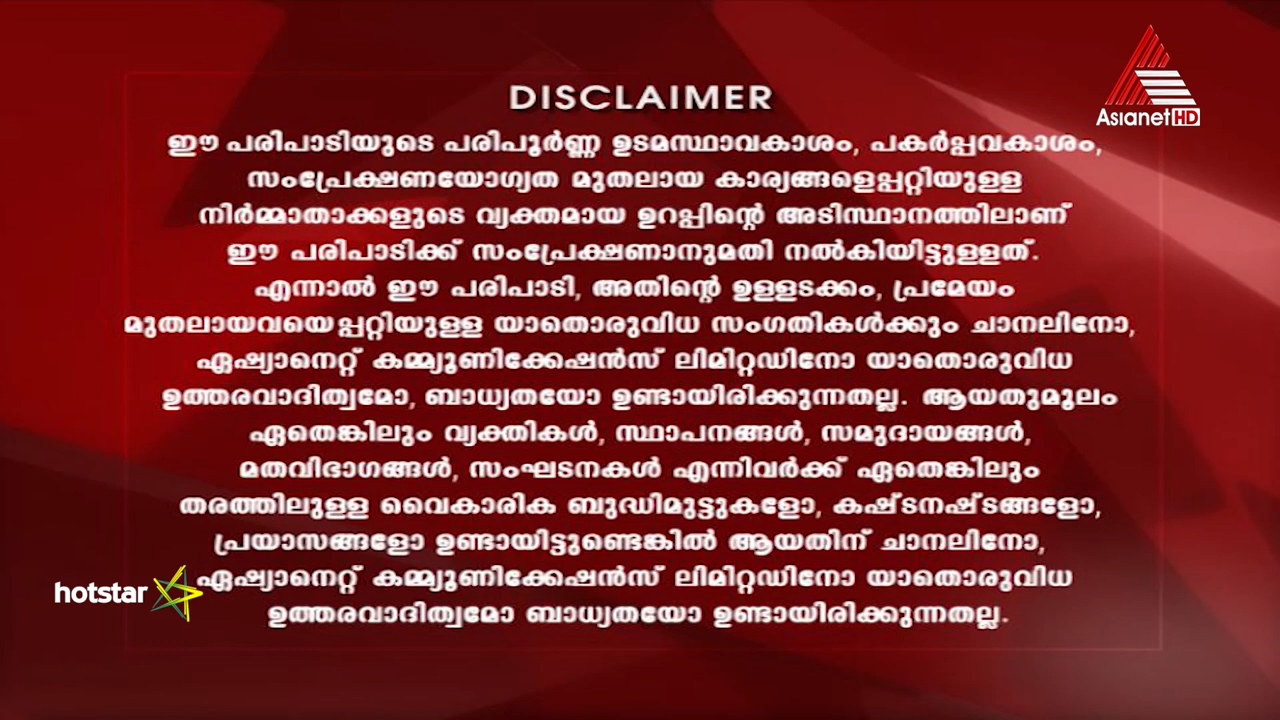 DISCLAIMER
Asianet HD
ഈ പരിപാടിയുടെ പരിപൂർണ്ണ ഉടമസ്ഥാവകാശം, പകർപ്പവകാശം,
സംപ്രേക്ഷണയോഗ്യത മുതലായ കാര്യങ്ങളെപ്പറ്റിയുള്ള
നിർമ്മാതാക്കളുടെ വ്യക്തമായ ഉറപ്പിന്റെ അടിസ്ഥാനത്തിലാണ്
ഈ പരിപാടിക്ക് സംപ്രേക്ഷണാനുമതി നൽകിയിട്ടുള്ളത്.
എന്നാൽ ഈ പരിപാടി, അതിന്റെ ഉള്ളടക്കം, പ്രമേയം
മുതലായവയെപ്പറ്റിയുള്ള യാതൊരുവിധ സംഗതികൾക്കും ചാനലിനോ,
ഏഷ്യാനെറ്റ് കമ്മ്യൂണിക്കേഷൻസ് ലിമിറ്റഡിനോ യാതൊരുവിധ
ഉത്തരവാദിത്വമോ, ബാധ്യതയോ ഉണ്ടായിരിക്കുന്നതല്ല. ആയതുമൂലം
ഏതെങ്കിലും വ്യക്തികൾ, സ്ഥാപനങ്ങൾ, സമുദായങ്ങൾ,
മതവിഭാഗങ്ങൾ, സംഘടനകൾ എന്നിവർക്ക് ഏതെങ്കിലും
തരത്തിലുള്ള വൈകാരിക ബുദ്ധിമുട്ടുകളോ, കഷ്ടനഷ്ടങ്ങളോ,
പ്രയാസങ്ങളോ ഉണ്ടായിട്ടുണ്ടെങ്കിൽ ആയതിന് ചാനലിനോ,
hotstar ഏഷ്യാനെറ്റ് കമ്മ്യൂണിക്കേഷൻസ് ലിമിറ്റഡിനോ യാതൊരുവിധ
ഉത്തരവാദിത്വമോ ബാധ്യതയോ ഉണ്ടായിരിക്കുന്നതല്ല.